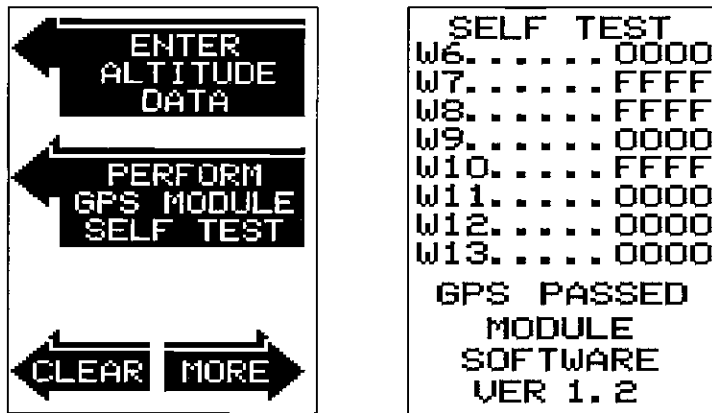 ENTER
ALTITUDE
DATA
PERFORM
GPS MODULE
SELF TEST
CLEAR MORE
SELF TEST
W6......0000
W7......FFFF
W8......FFFF
W9......0000
W10.....FFFF
W11.....0000
W12.....0000
W13.....0000
GPS PASSED
MODULE
SOFTWARE
VER 1.2